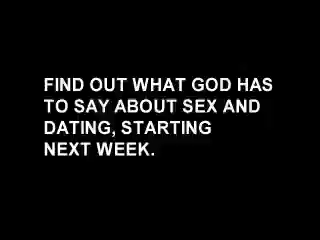 FIND OUT WHAT GOD HAS
TO SAY ABOUT SEX AND
DATING, STARTING
NEXT WEEK.